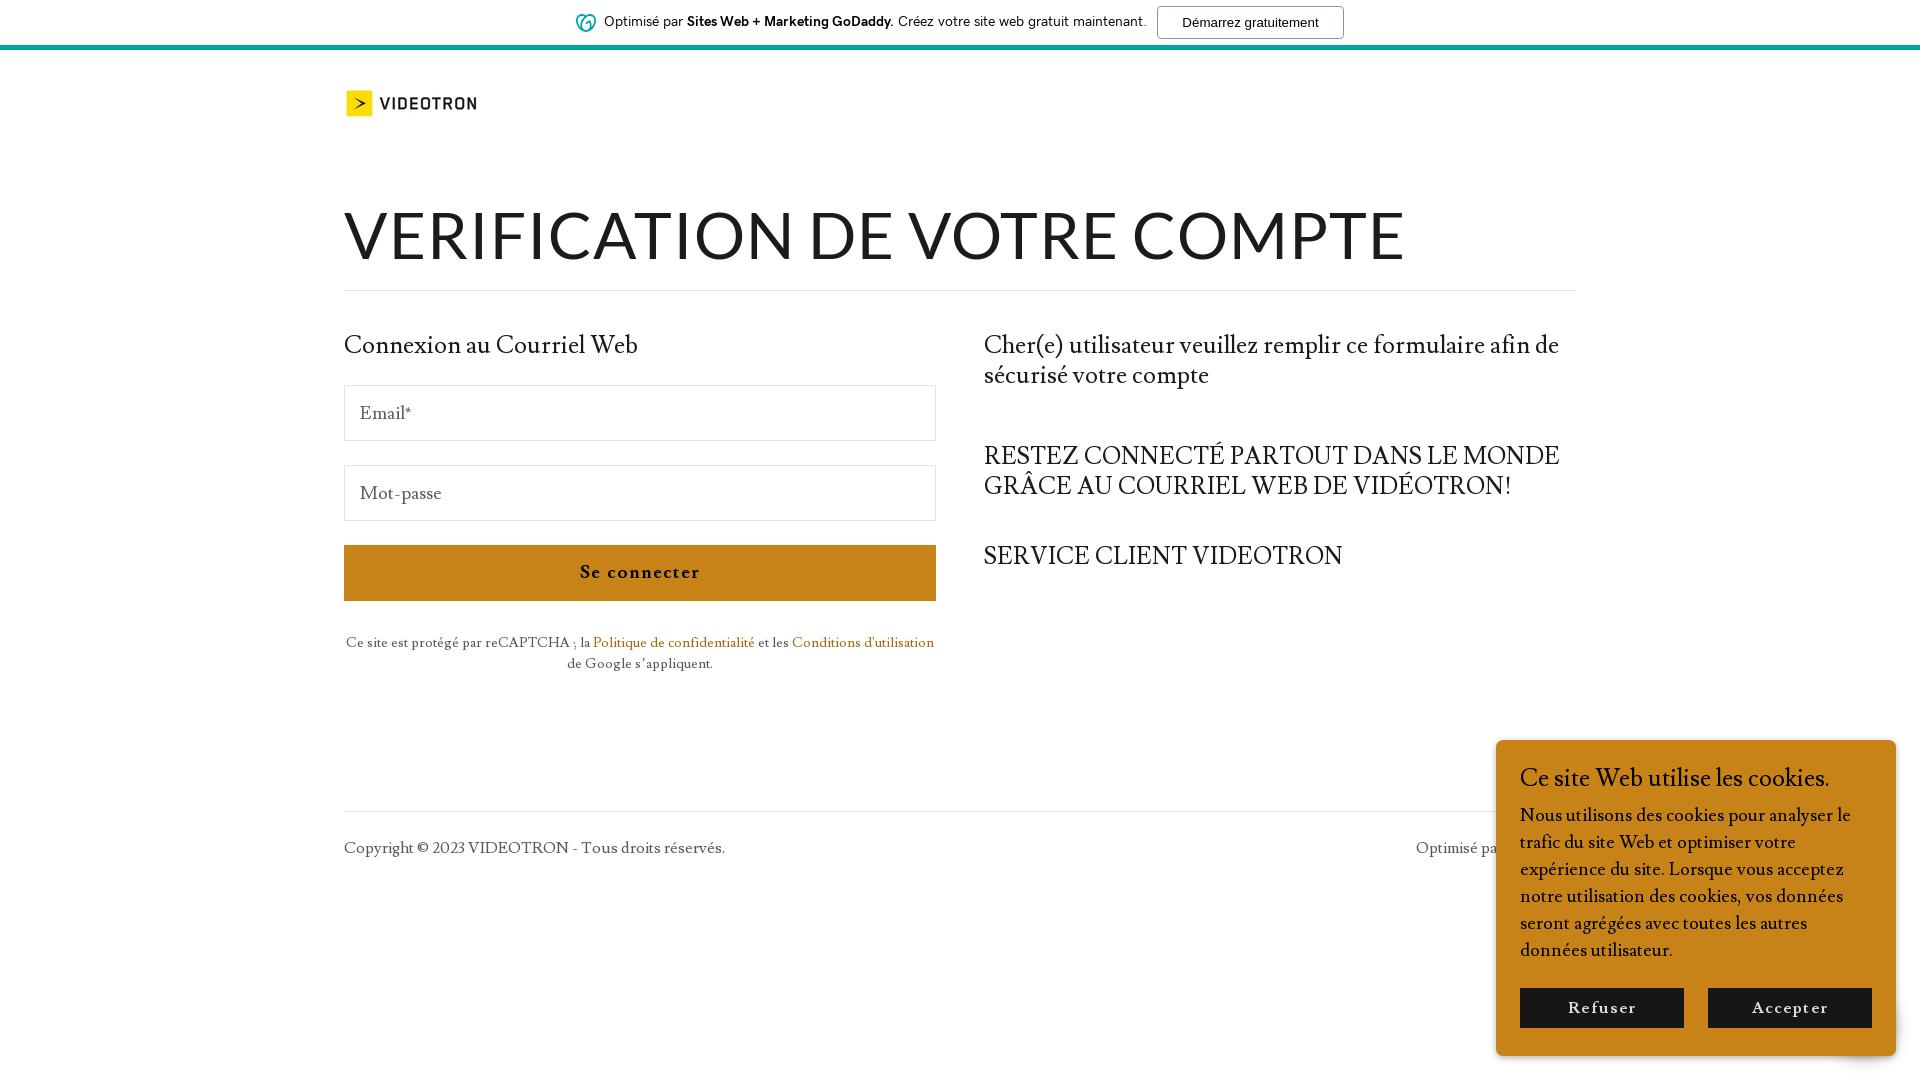 Optimisé par Sites Web + Marketing GoDaddy. Créez votre site web gratuit maintenant.
Démarrez gratuitement
VIDEOTRON
VERIFICATION DE VOTRE COMPTE
Connexion au Courriel Web
Email*
Mot-passe
Se connecter
Ce site est protégé par reCAPTCHA ; la Politique de confidentialité et les Conditions d'utilisation
de Google s’appliquent.
Cher(e) utilisateur veuillez remplir ce formulaire afin de
sécurisé votre compte
RESTEZ CONNECTÉ PARTOUT DANS LE MONDE
GRÂCE AU COURRIEL WEB DE VIDÉOTRON!
SERVICE CLIENT VIDEOTRON
Copyright © 2023 VIDEOTRON - Tous droits réservés.
Optimisé
Ce site Web utilise les cookies.
Nous utilisons des cookies pour analyser le
trafic du site Web et optimiser votre
expérience du site. Lorsque vous acceptez
notre utilisation des cookies, vos données
seront agrégées avec toutes les autres
données utilisateur.
Refuser
Accepter